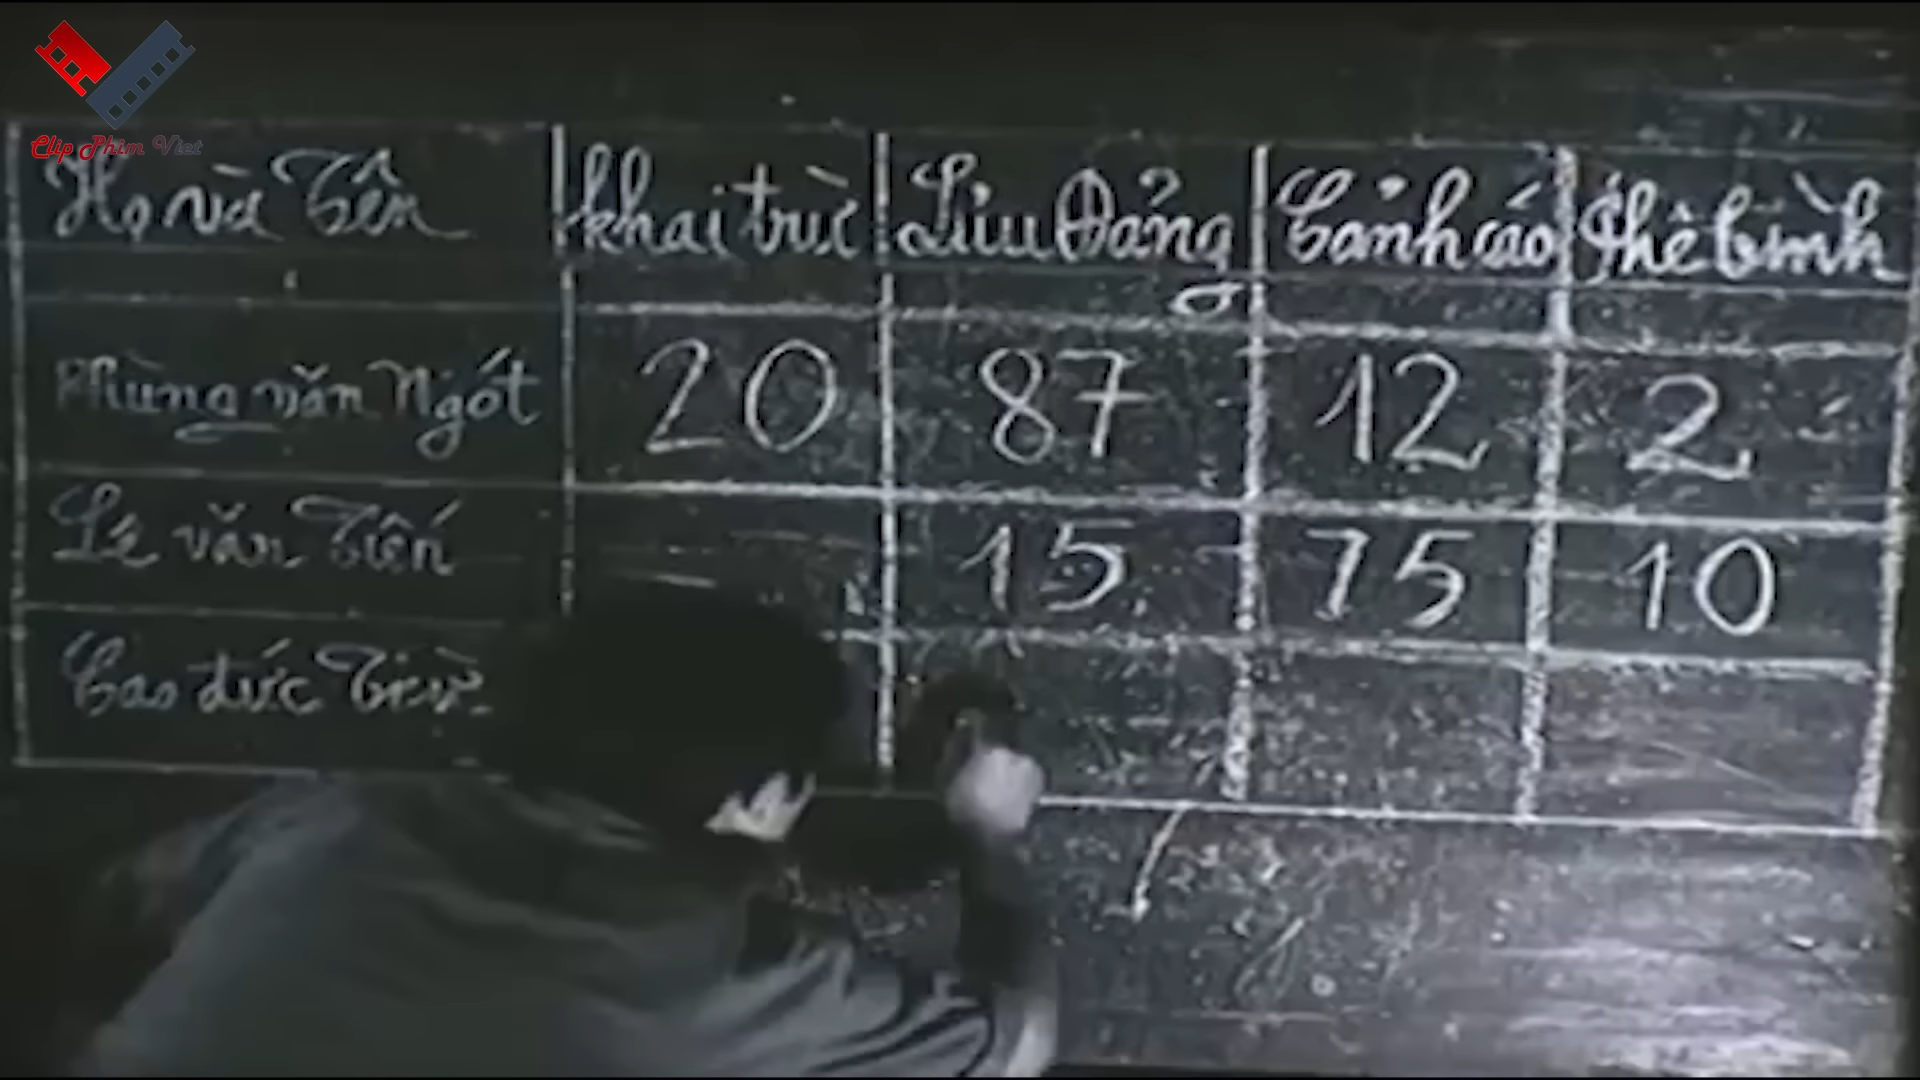 Clip Phim Viet
Họ và Tên khai trừ Lưu Đảng Cảnh cáo Phê bình
Phùng văn Ngót 20 87 12 2
Lê văn Tiến 15 75 10
Cao đức